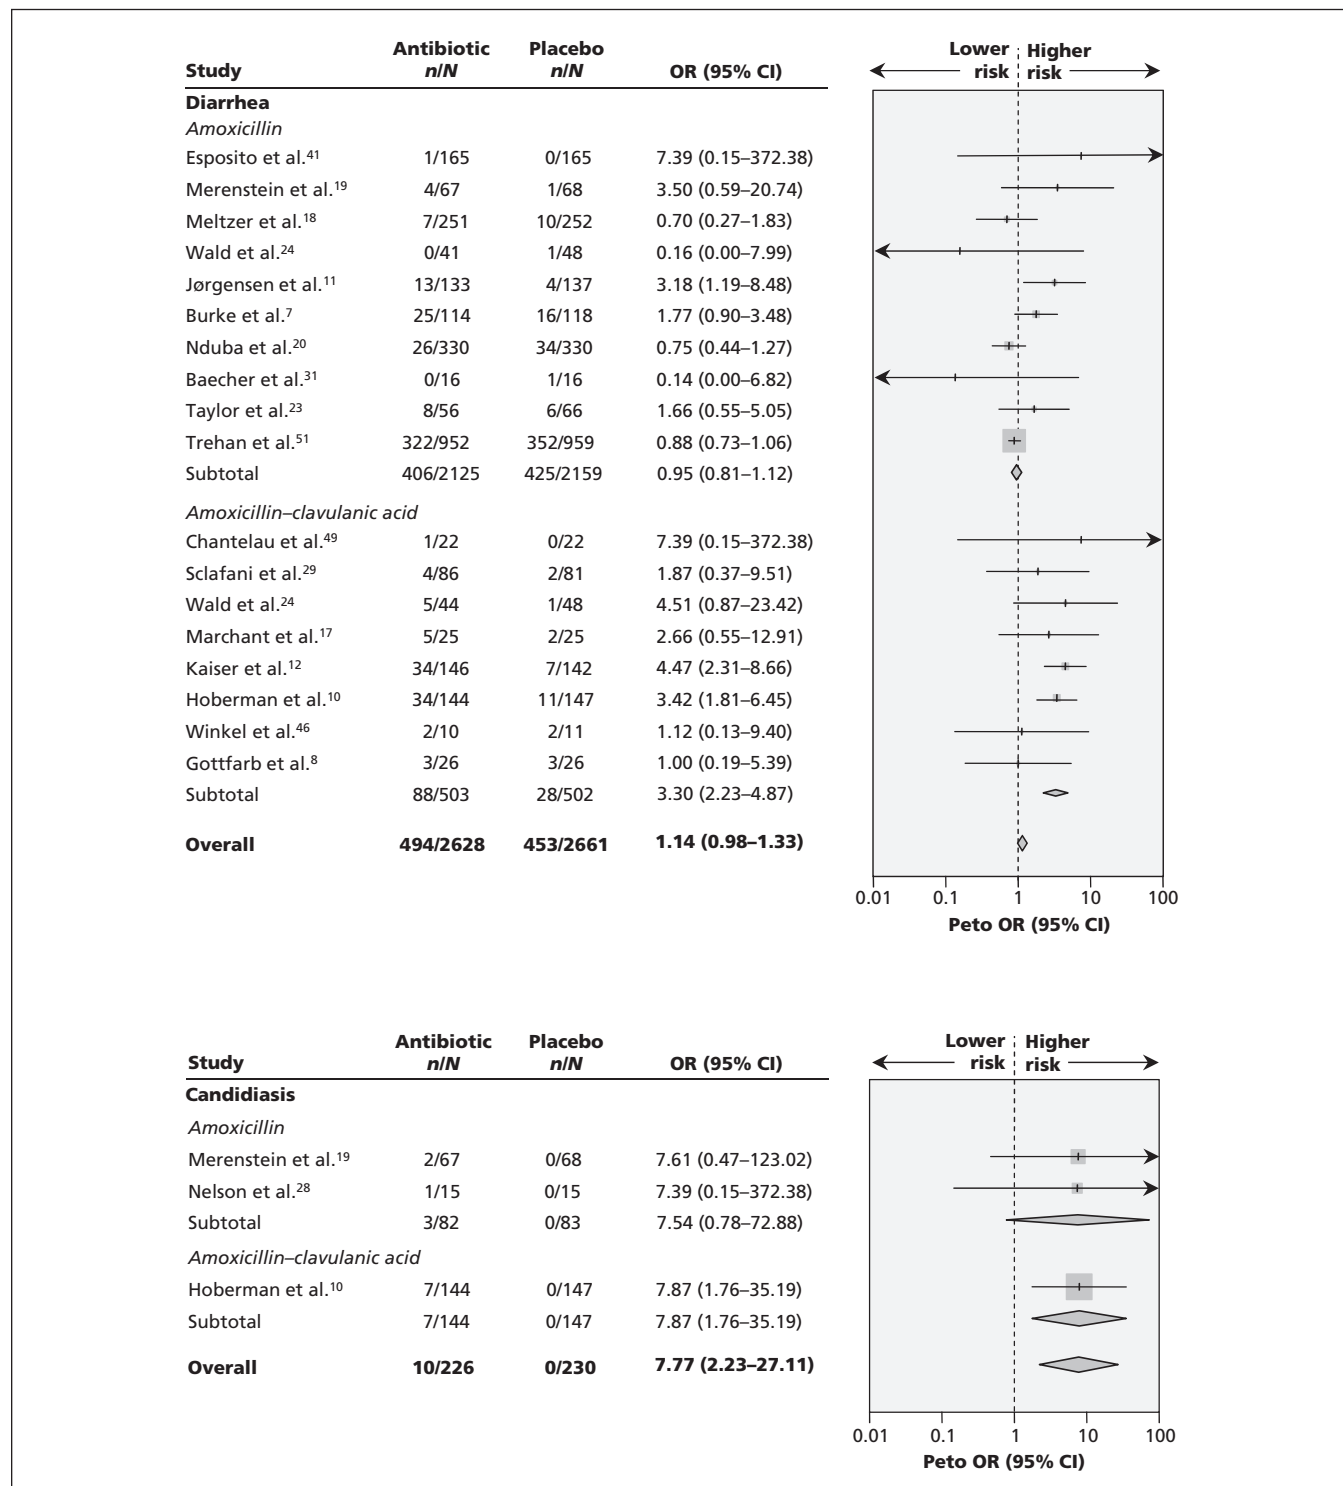 Antibiotic Placebo Lower Higher
Study n/N n/N OR (95% CI) risk risk
Diarrhea
Amoxicillin
Esposito et al.41 1/165 0/165 7.39 (0.15–372.38)
Merenstein et al.19 4/67 1/68 3.50 (0.59–20.74)
Meltzer et al.18 7/251 10/252 0.70 (0.27–1.83)
Wald et al.24 0/41 1/48 0.16 (0.00–7.99)
Jørgensen et al.11 13/133 4/137 3.18 (1.19–8.48)
Burke et al.7 25/114 16/118 1.77 (0.90–3.48)
Nduba et al.20 26/330 34/330 0.75 (0.44–1.27)
Baecher et al.31 0/16 1/16 0.14 (0.00–6.82)
Taylor et al.23 8/56 6/66 1.66 (0.55–5.05)
Trehan et al.51 322/952 352/959 0.88 (0.73–1.06)
Subtotal 406/2125 425/2159 0.95 (0.81–1.12)
Amoxicillin–clavulanic acid
Chantelau et al.49 1/22 0/22 7.39 (0.15–372.38)
Sclafani et al.29 4/86 2/81 1.87 (0.37–9.51)
Wald et al.24 5/44 1/48 4.51 (0.87–23.42)
Marchant et al.17 5/25 2/25 2.66 (0.55–12.91)
Kaiser et al.12 34/146 7/142 4.47 (2.31–8.66)
Hoberman et al.10 34/144 11/147 3.42 (1.81–6.45)
Winkel et al.46 2/10 2/11 1.12 (0.13–9.40)
Gottfarb et al.8 3/26 3/26 1.00 (0.19–5.39)
Subtotal 88/503 28/502 3.30 (2.23–4.87)
Overall 494/2628 453/2661 1.14 (0.98–1.33)
0.01 0.1 1 10 100
Peto OR (95% CI)
Antibiotic Placebo Lower Higher
Study n/N n/N OR (95% CI) risk risk
Candidiasis
Amoxicillin
Merenstein et al.19 2/67 0/68 7.61 (0.47–123.02)
Nelson et al.28 1/15 0/15 7.39 (0.15–372.38)
Subtotal 3/82 0/83 7.54 (0.78–72.88)
Amoxicillin–clavulanic acid
Hoberman et al.10 7/144 0/147 7.87 (1.76–35.19)
Subtotal 7/144 0/147 7.87 (1.76–35.19)
Overall 10/226 0/230 7.77 (2.23–27.11)
0.01 0.1 1 10 100
Peto OR (95% CI)